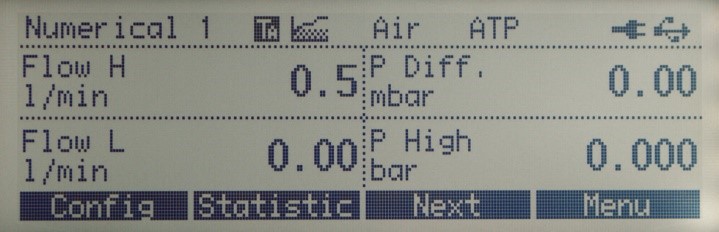 Numerical 1 Air ATP
Flow H
l/min 0.5
P Diff.
mbar 0.00
Flow L
l/min 0.00
P High
bar 0.000
Config Statistic Next Menu